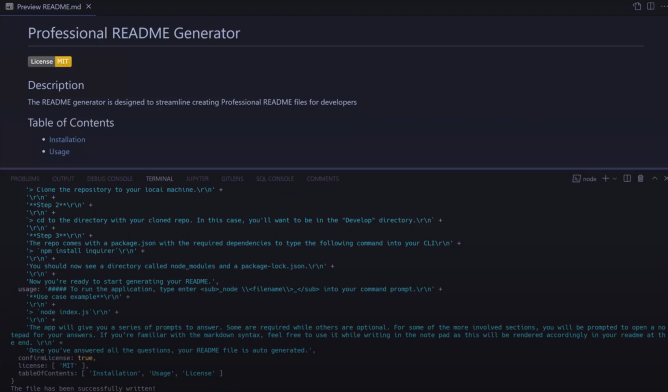 Preview README.md
Professional README Generator
License MIT
Description
The README generator is designed to streamline creating Professional README files for developers
Table of Contents
• Installation
• Usage
PROBLEMS OUTPUT DEBUG CONSOLE TERMINAL JUPYTER GITLENS SQL CONSOLE COMMENTS
node
'> Clone the repository to your local machine.\r\n' +
'\r\n' +
'**Step 2**\r\n' +
'\r\n' +
'> cd to the directory with your cloned repo. In this case, you'll want to be in the "Develop" directory.\r\n' +
'\r\n' +
'**Step 3**\r\n' +
'The repo comes with a package.json with the required dependencies to type the following command into your CLI\r\n' +
'> `npm install inquirer`\r\n' +
'\r\n' +
'You should now see a directory called node_modules and a package-lock.json.\r\n' +
'\r\n' +
'Now you're ready to start generating your README.',
usage: '##### To run the application, type enter <sub>_node \\<filename\\>_</sub> into your command prompt.\r\n' +
'**Use case example**\r\n' +
'\r\n' +
'> `node index.js`\r\n' +
'\r\n' +
'The app will give you a series of prompts to answer. Some are required while others are optional. For some of the more involved sections, you will be prompted to open a no
tepad for your answers. If you're familiar with the markdown syntax, feel free to use it while writing in the note pad as this will be rendered accordingly in your readme at th
e end. \r\n' +
'Once you've answered all the questions, your README file is auto generated.',
confirmLicense: true,
license: [ 'MIT' ],
tableOfContents: [ 'Installation', 'Usage', 'License' ]
}
The file has been successfully written!